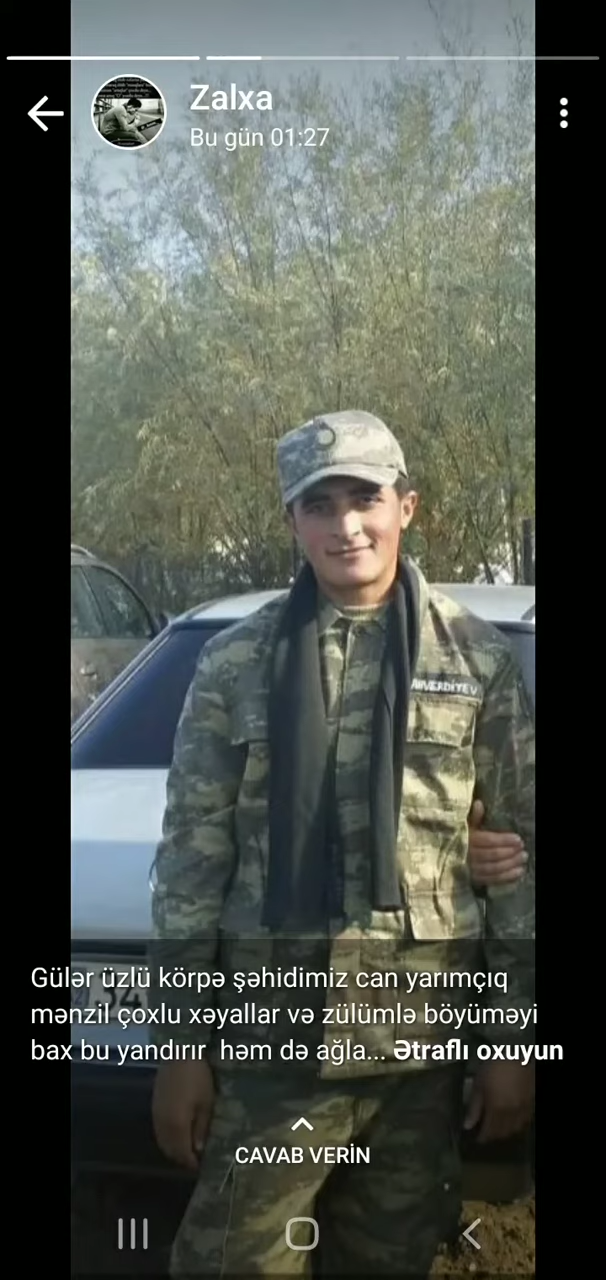 Zalxa
Bu gün 01:27
Gülər üzlü körpə şəhidimiz can yarımçıq
mənzil çoxlu xəyallar və zülümlə böyüməyi
bax bu yandırır həm də ağla... Ətraflı oxuyun
CAVAB VERİN